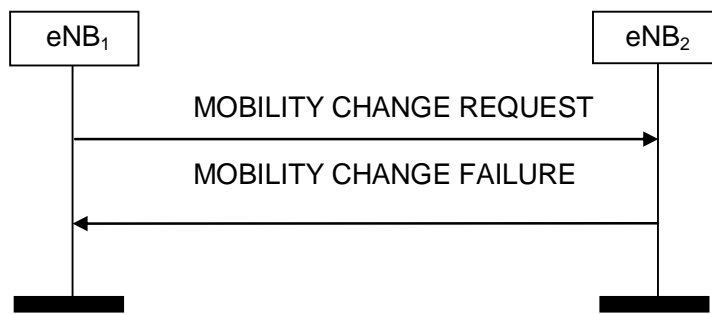 eNB₁
eNB₂
MOBILITY CHANGE REQUEST
MOBILITY CHANGE FAILURE